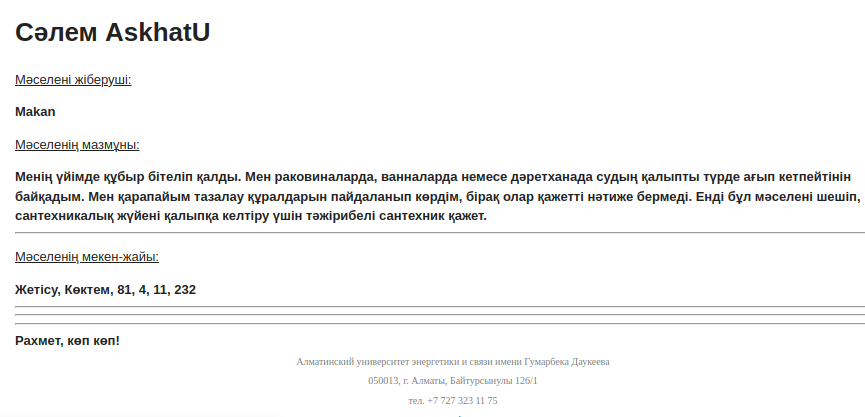 Сәлем AskhatU
Мәселені жіберуші:
Makan
Мәселенің мазмұны:
Менің үйімде құбыр бітеліп қалды. Мен раковиналарда, ванналарда немесе дәретханада судың қалыпты түрде ағып кетпейтінін
байқадым. Мен қарапайым тазалау құралдарын пайдаланып көрдім, бірақ олар қажетті нәтиже бермеді. Енді бұл мәселені шешіп,
сантехникалық жүйені қалыпқа келтіру үшін тәжірибелі сантехник қажет.
Мәселенің мекен-жайы:
Жетісу, Көктем, 81, 4, 11, 232
Рахмет, көп көп!
Алматинский университет энергетики и связи имени Гумарбека Даукеева
050013, г. Алматы, Байтурсынулы 126/1
тел. +7 727 323 11 75